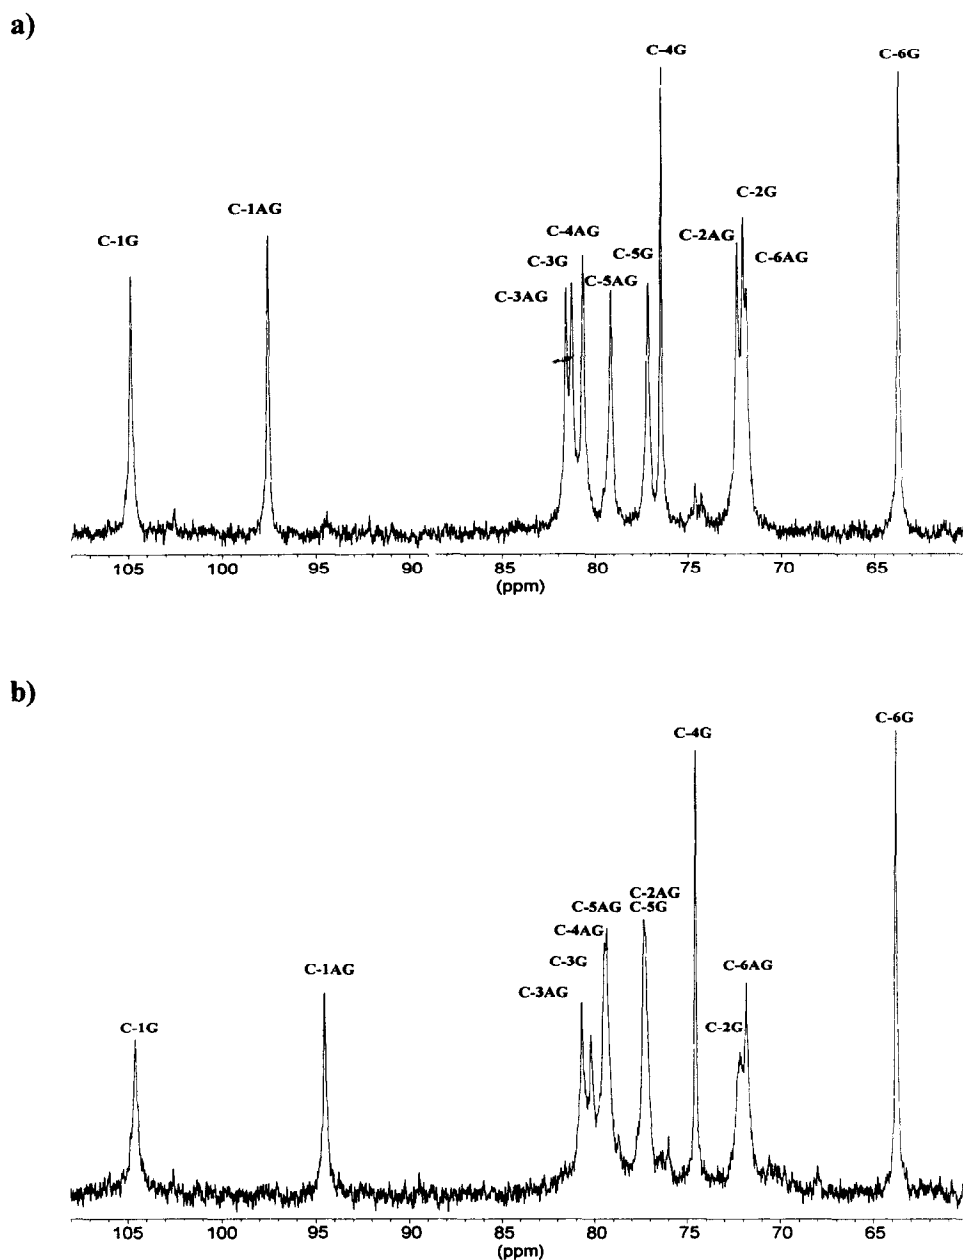 a)
C-4G
C-6G
C-2G
C-1AG
C-1G
C-4AG
C-2AG
C-3G
C-5G
C-6AG
C-5AG
C-3AG
105 100 95 90 85 80 75 70 65
(ppm)
b)
C-6G
C-4G
C-2AG
C-5AG C-5G
C-4AG
C-3G
C-6AG
C-1AG
C-3AG
C-1G
C-2G
105 100 95 90 85 80 75 70 65
(ppm)